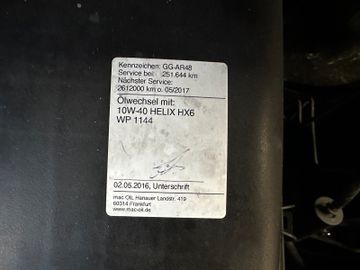 Kennzeichen: GG-AR48
Service bei: 251.644 km
Nächster Service:
2612000 km o. 05/2017
Ölwechsel mit:
10W-40 HELIX HX6
WP 1144
02.05.2016, Unterschrift
mac Oil, Hanauer Landstr. 419
60314 Frankfurt
www.mac-oil.de